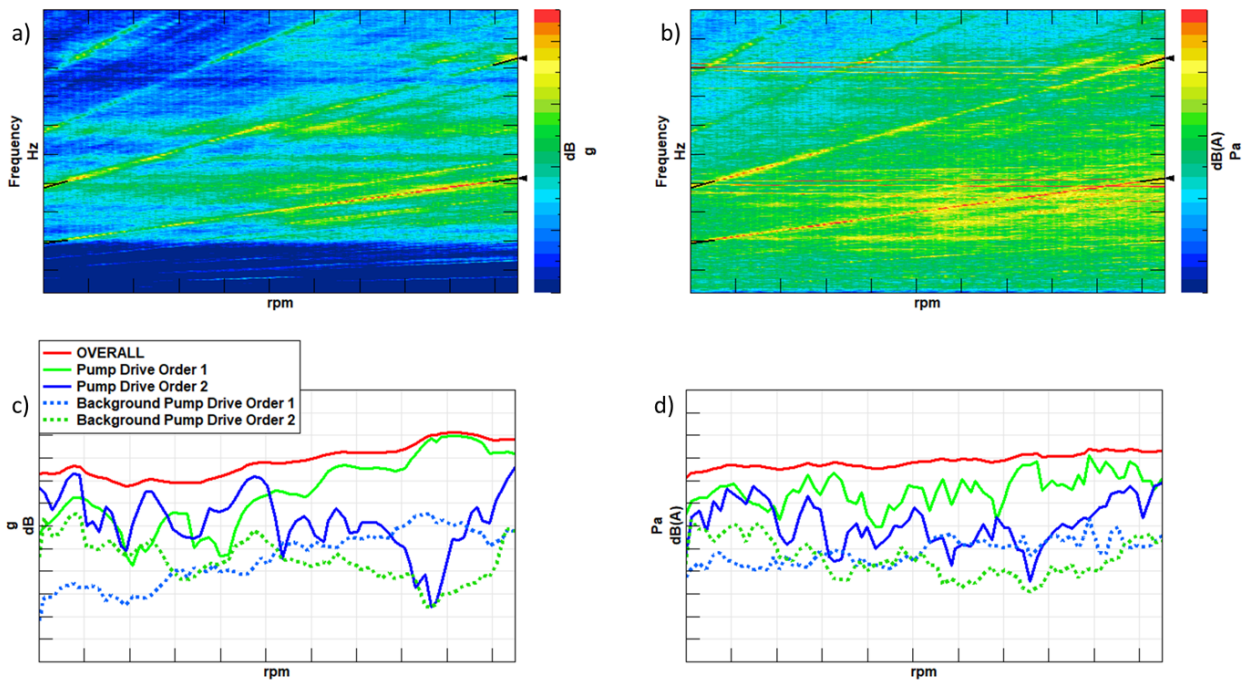 a)
Frequency
Hz
rpm
dB
g
b)
Frequency
Hz
rpm
dB(A)
Pa
c)
OVERALL
Pump Drive Order 1
Pump Drive Order 2
Background Pump Drive Order 1
Background Pump Drive Order 2
g
dB
rpm
d)
Pa
dB(A)
rpm